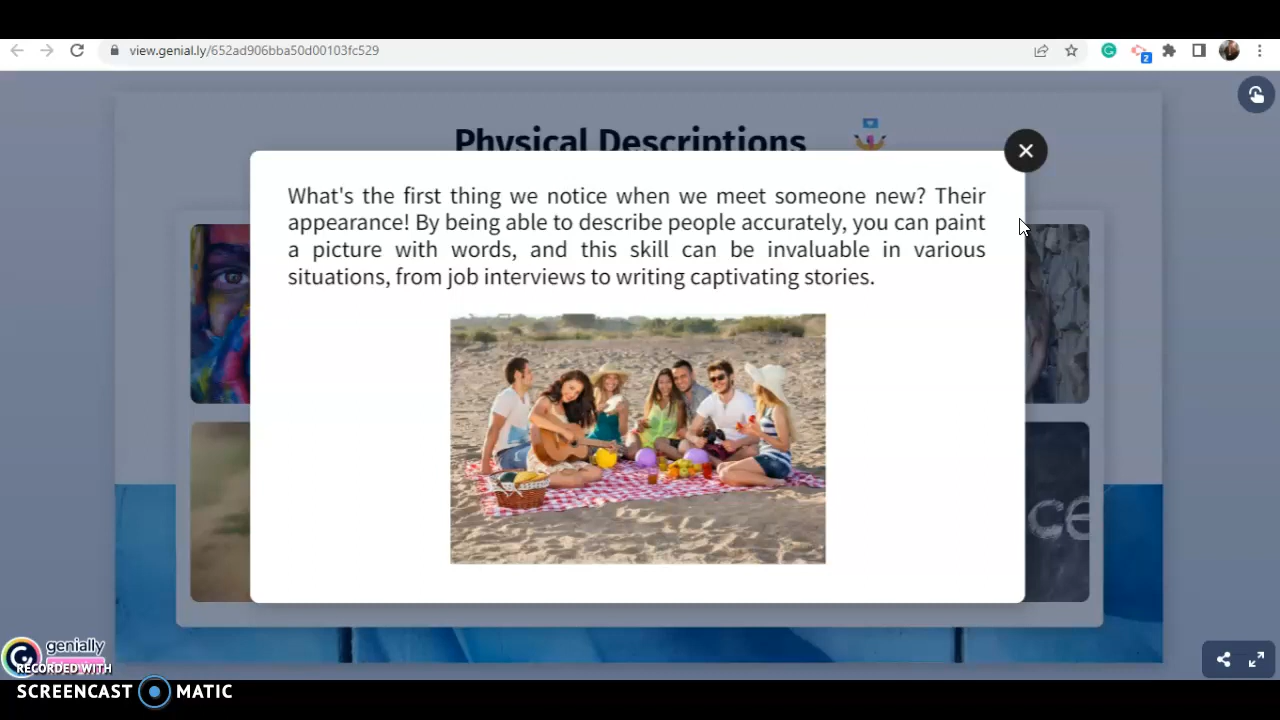 view.genial.ly/652ad906bba50d00103fc529
2
Physical Descriptions
What's the first thing we notice when we meet someone new? Their
appearance! By being able to describe people accurately, you can paint
a picture with words, and this skill can be invaluable in various
situations, from job interviews to writing captivating stories.
ce
genially
RECORDED WITH
SCREENCAST MATIC